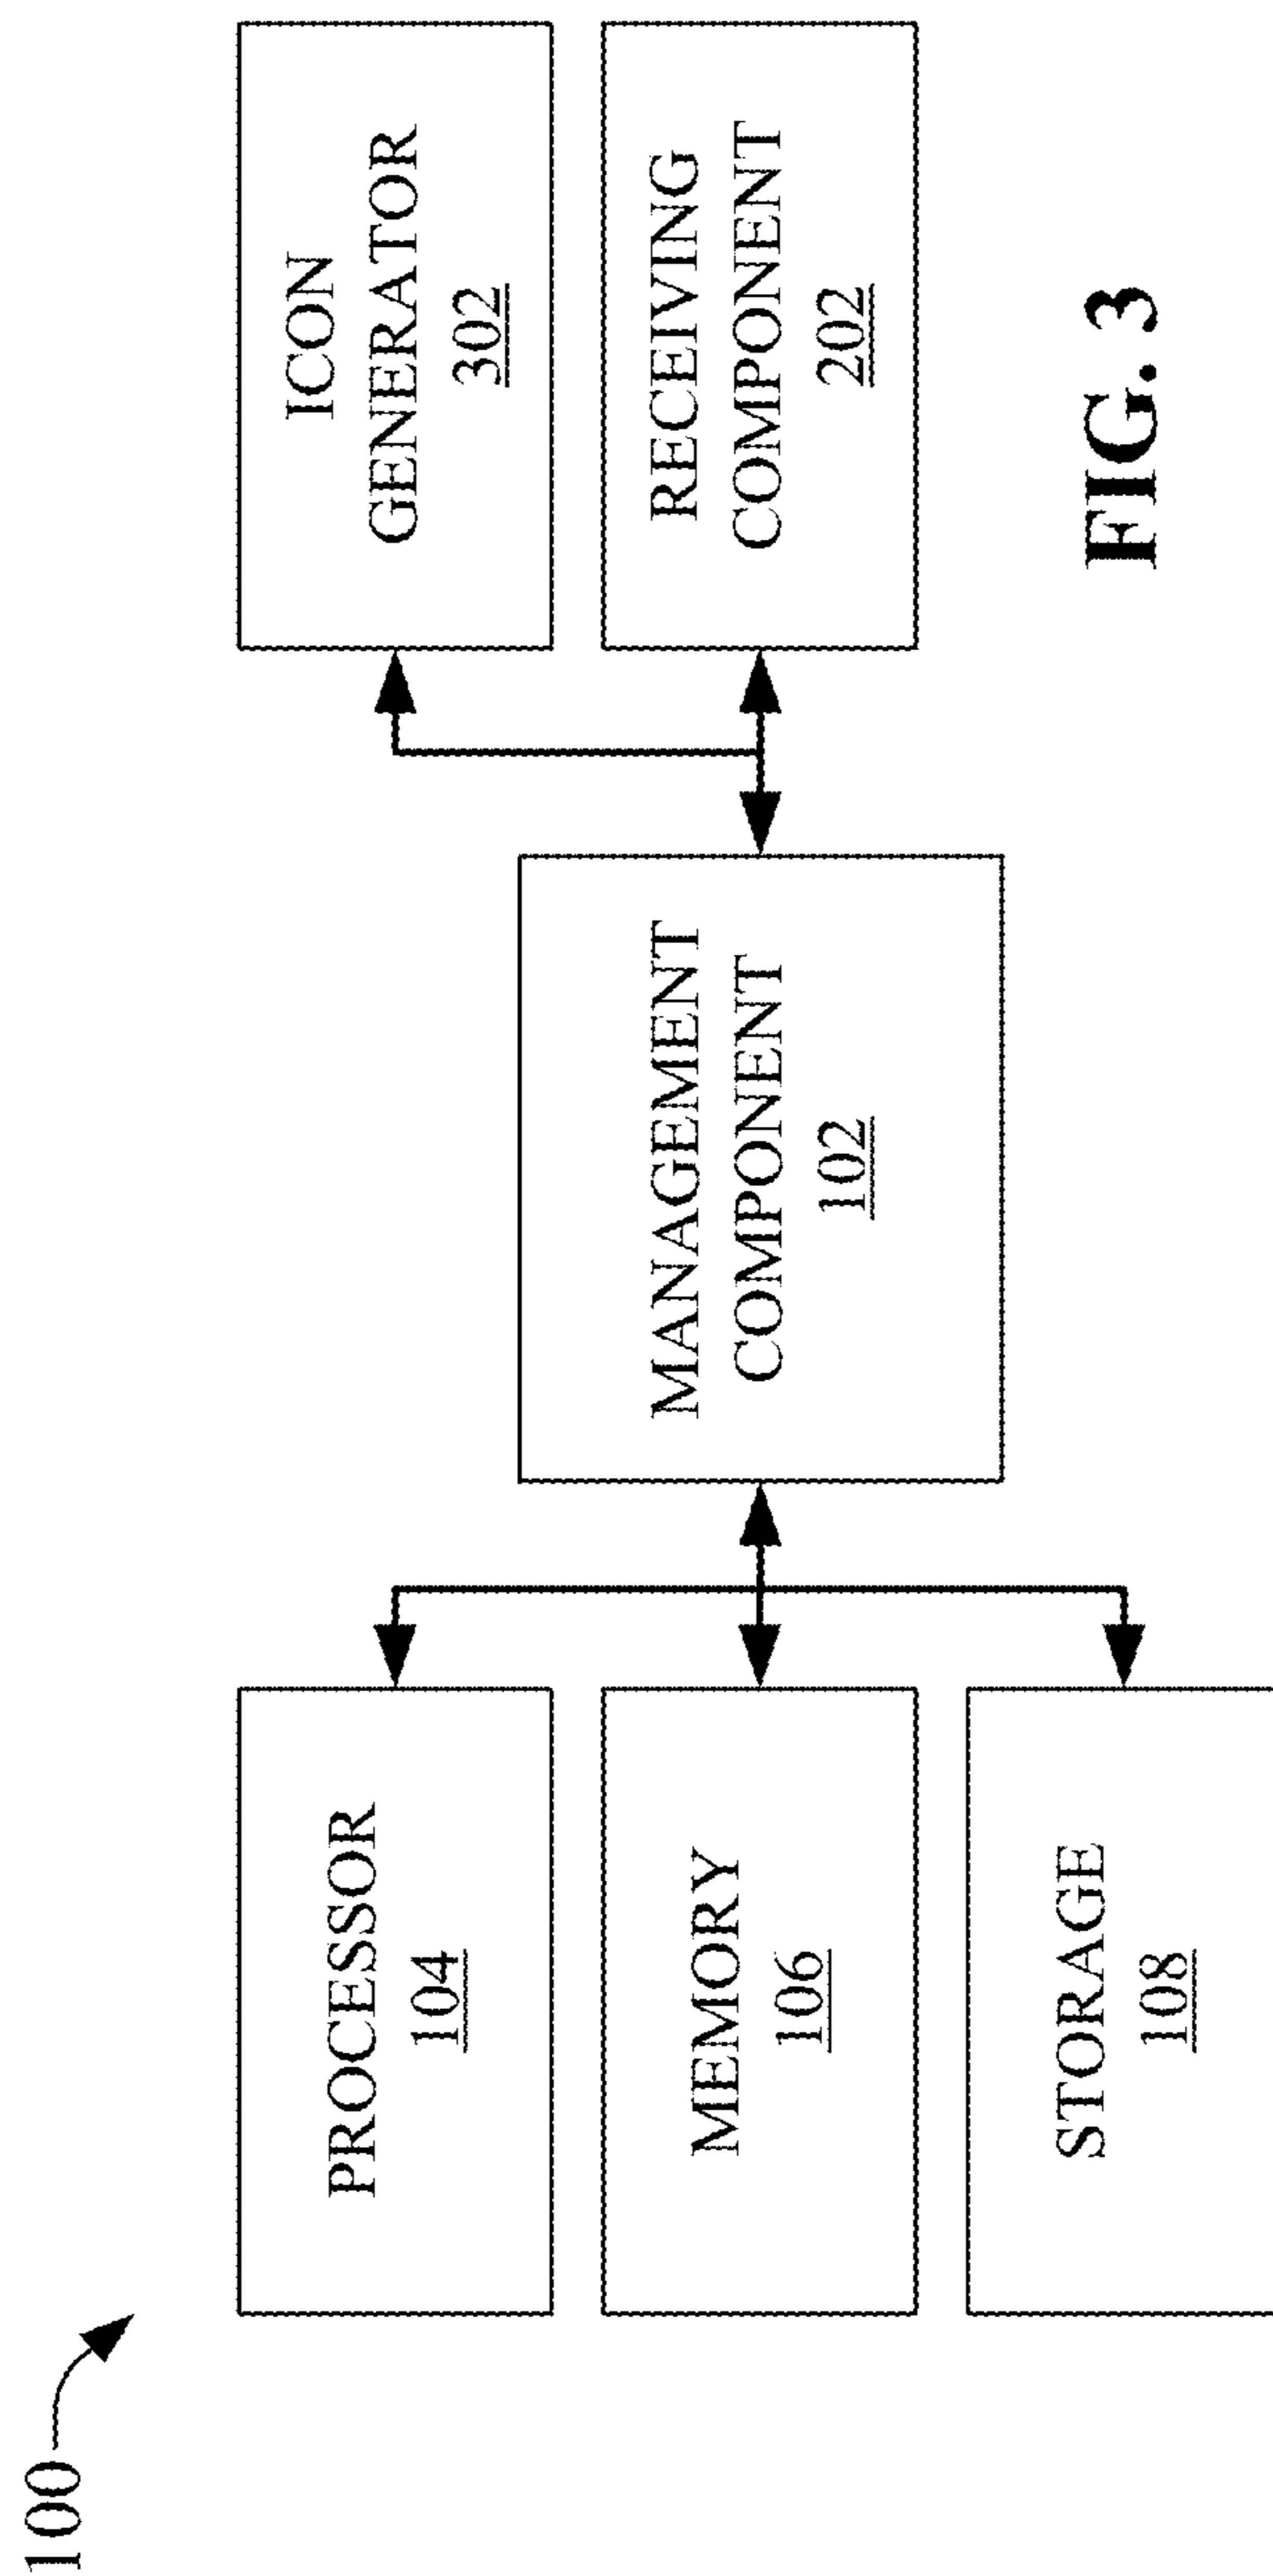 100
PROCESSOR
104
MEMORY
106
STORAGE
108
MANAGEMENT
COMPONENT
102
ICON
GENERATOR
302
RECEIVING
COMPONENT
202
FIG. 3